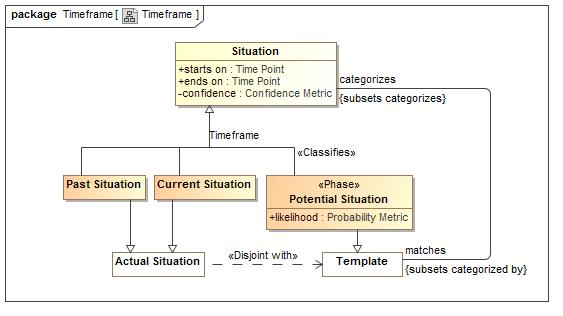 package Timeframe [ Timeframe ]
Situation
+starts on : Time Point
+ends on : Time Point
-confidence : Confidence Metric
categorizes
{subsets categorizes}
Timeframe
«Classifies»
Past Situation
Current Situation
«Phase»
Potential Situation
+likelihood : Probability Metric
Actual Situation
«Disjoint with»
Template
matches
{subsets categorized by}